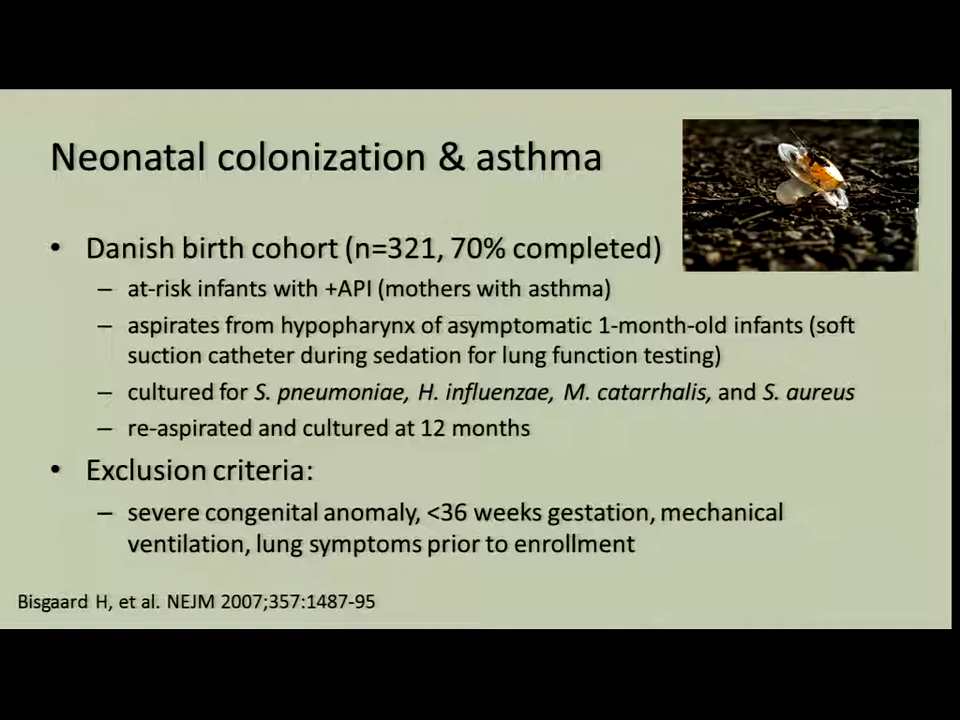 Neonatal colonization & asthma
• Danish birth cohort (n=321, 70% completed)
– at-risk infants with +API (mothers with asthma)
– aspirates from hypopharynx of asymptomatic 1-month-old infants (soft
suction catheter during sedation for lung function testing)
– cultured for S. pneumoniae, H. influenzae, M. catarrhalis, and S. aureus
– re-aspirated and cultured at 12 months
• Exclusion criteria:
– severe congenital anomaly, <36 weeks gestation, mechanical
ventilation, lung symptoms prior to enrollment
Bisgaard H, et al. NEJM 2007;357:1487-95